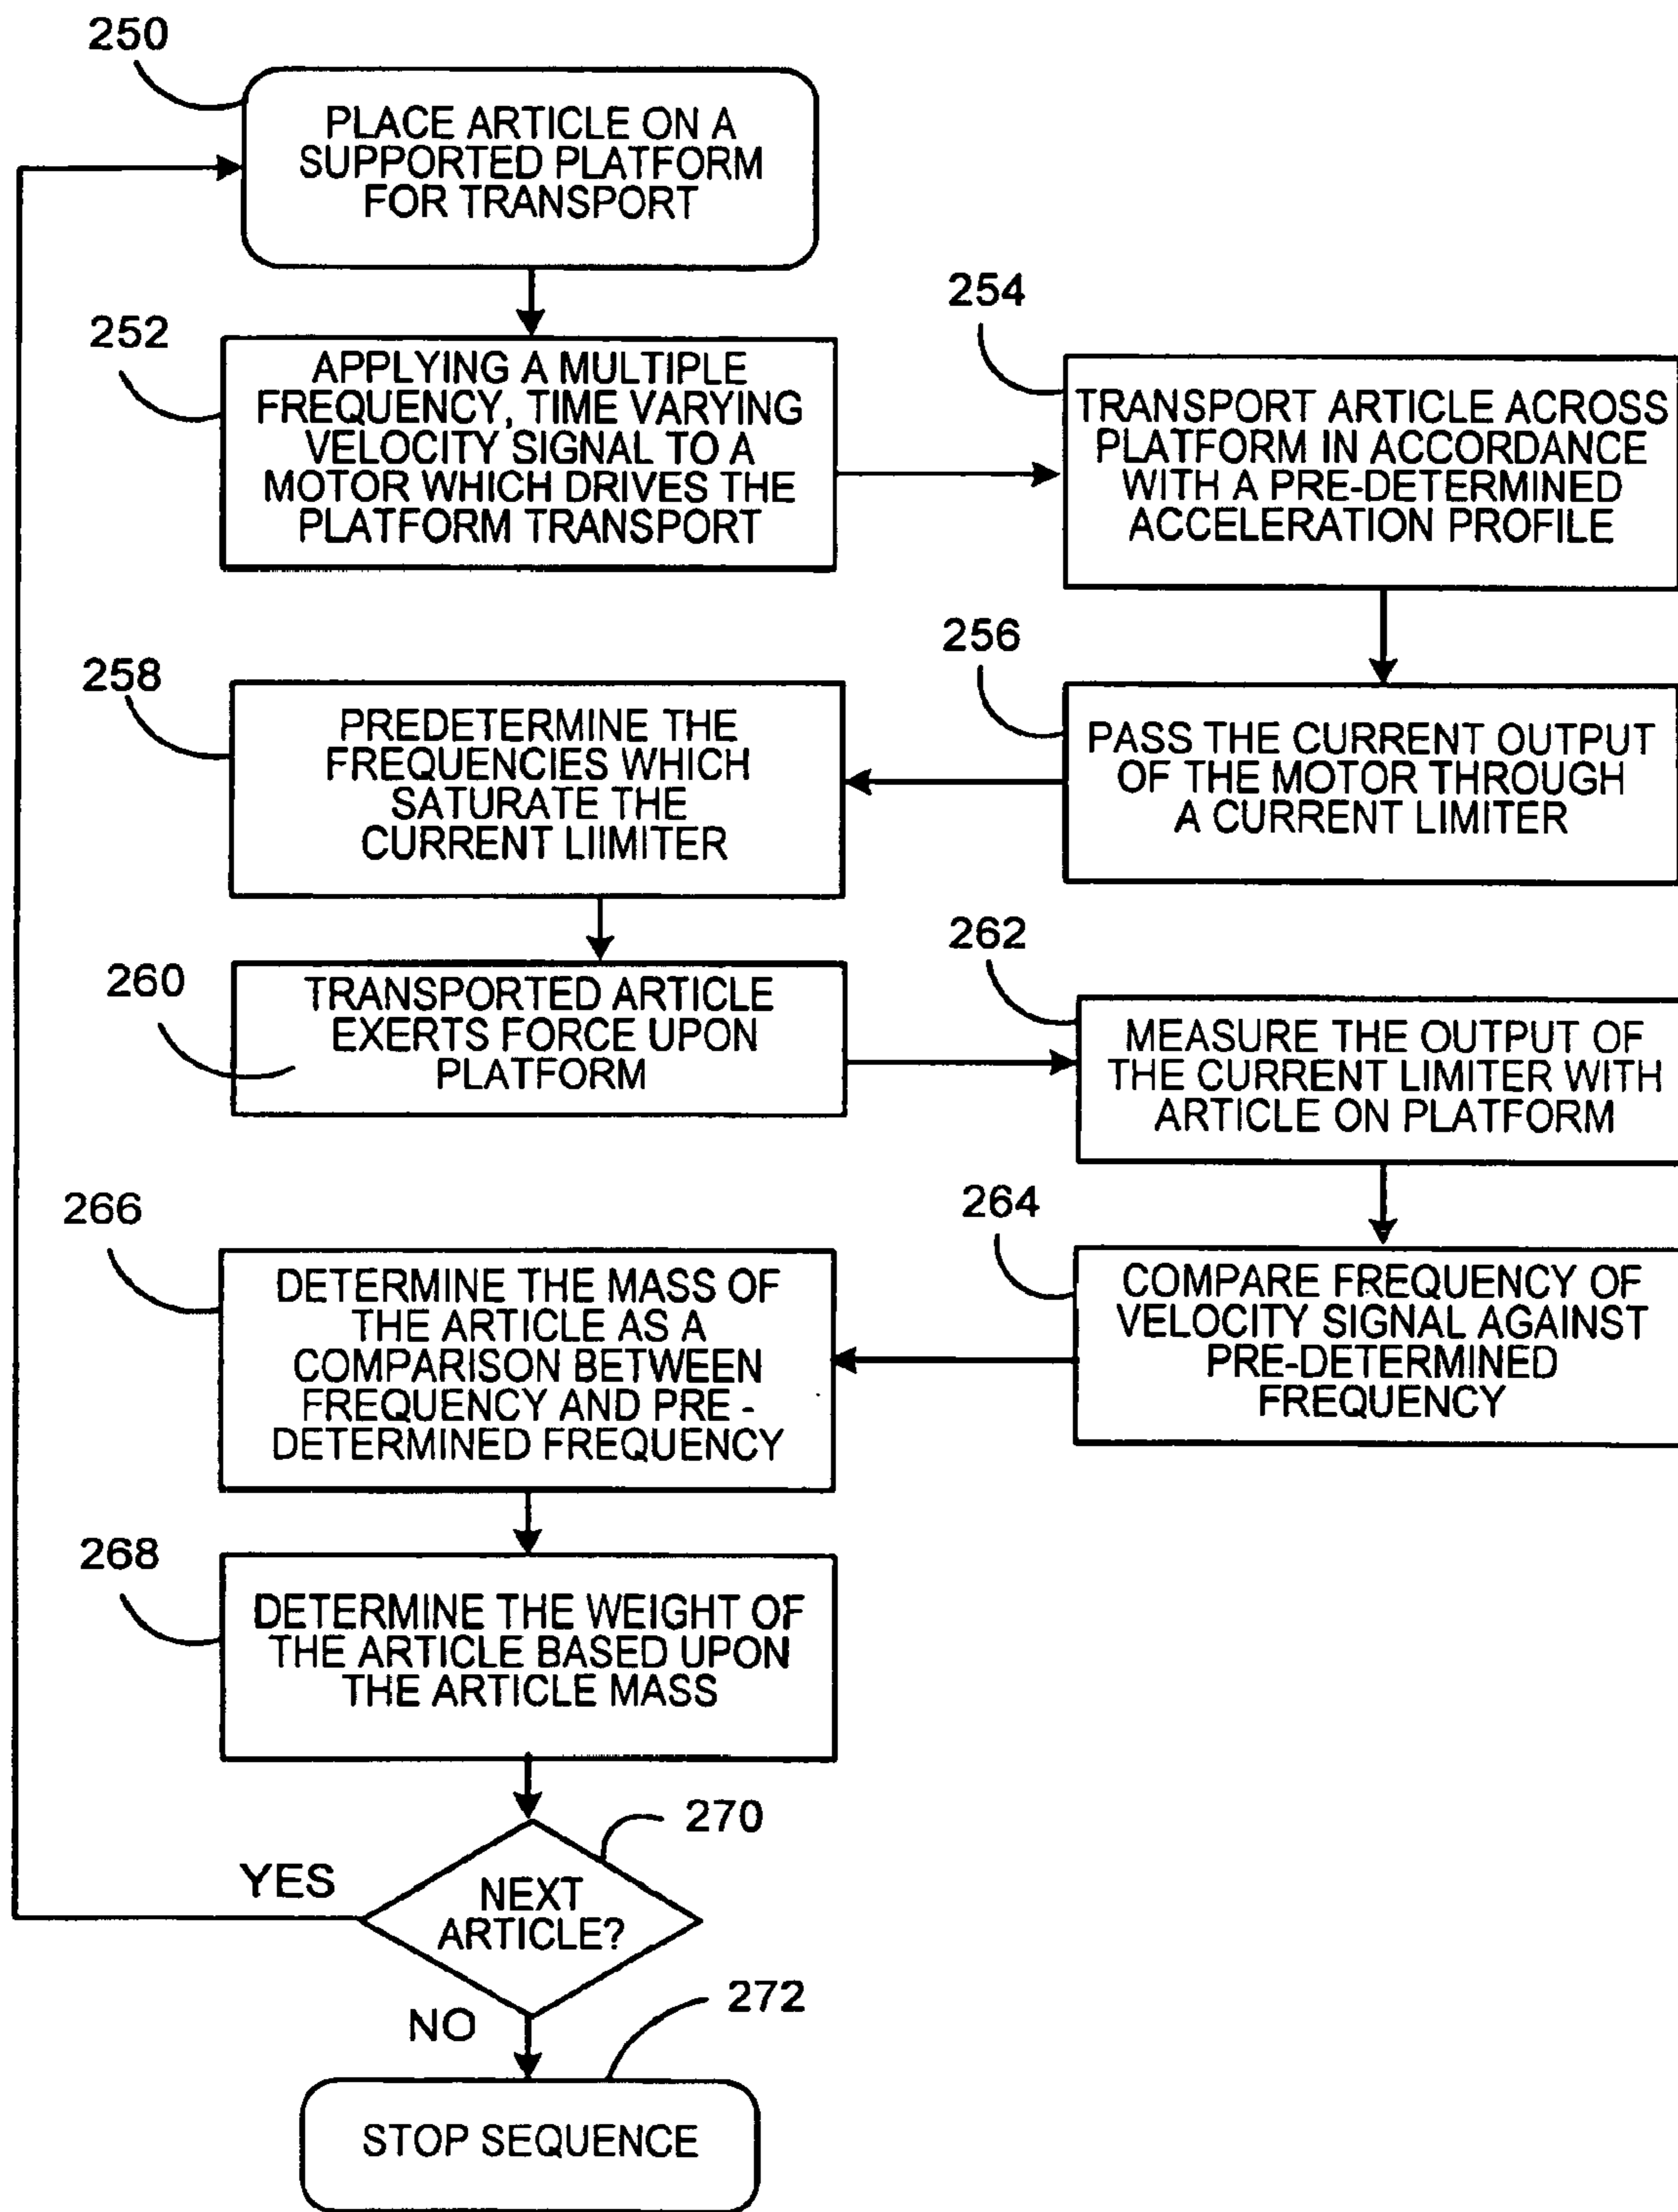 250
PLACE ARTICLE ON A
SUPPORTED PLATFORM
FOR TRANSPORT
252
APPLYING A MULTIPLE
FREQUENCY, TIME VARYING
VELOCITY SIGNAL TO A
MOTOR WHICH DRIVES THE
PLATFORM TRANSPORT
254
TRANSPORT ARTICLE ACROSS
PLATFORM IN ACCORDANCE
WITH A PRE-DETERMINED
ACCELERATION PROFILE
256
PASS THE CURRENT OUTPUT
OF THE MOTOR THROUGH
A CURRENT LIMITER
258
PREDETERMINE THE
FREQUENCIES WHICH
SATURATE THE
CURRENT LIIMITER
260
TRANSPORTED ARTICLE
EXERTS FORCE UPON
PLATFORM
262
MEASURE THE OUTPUT OF
THE CURRENT LIMITER WITH
ARTICLE ON PLATFORM
264
COMPARE FREQUENCY OF
VELOCITY SIGNAL AGAINST
PRE-DETERMINED
FREQUENCY
266
DETERMINE THE MASS OF
THE ARTICLE AS A
COMPARISON BETWEEN
FREQUENCY AND PRE -
DETERMINED FREQUENCY
268
DETERMINE THE WEIGHT OF
THE ARTICLE BASED UPON
THE ARTICLE MASS
270
NEXT
ARTICLE?
YES
NO
272
STOP SEQUENCE